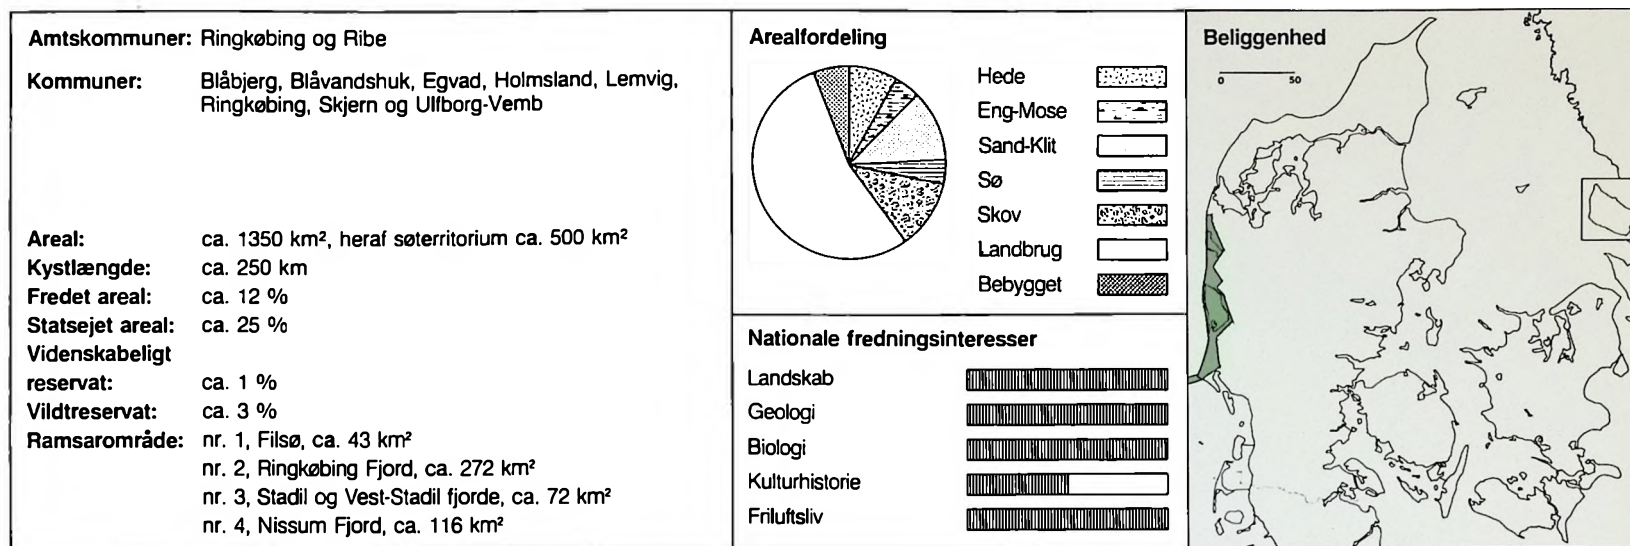 Amtskommuner: Ringkøbing og Ribe
Kommuner: Blåbjerg, Blåvandshuk, Egvad, Holmsland, Lemvig,
Ringkøbing, Skjern og Ulfborg-Vemb
Areal: ca. 1350 km², heraf søterritorium ca. 500 km²
Kystlængde: ca. 250 km
Fredet areal: ca. 12 %
Statsejet areal: ca. 25 %
Videnskabeligt
reservat: ca. 1 %
Vildtreservat: ca. 3 %
Ramsarområde: nr. 1, Filsø, ca. 43 km²
nr. 2, Ringkøbing Fjord, ca. 272 km²
nr. 3, Stadil og Vest-Stadil fjorde, ca. 72 km²
nr. 4, Nissum Fjord, ca. 116 km²
Arealfordeling
Hede
Eng-Mose
Sand-Klit
Sø
Skov
Landbrug
Bebygget
Nationale fredningsinteresser
Landskab
Geologi
Biologi
Kulturhistorie
Friluftsliv
Beliggenhed
0 50